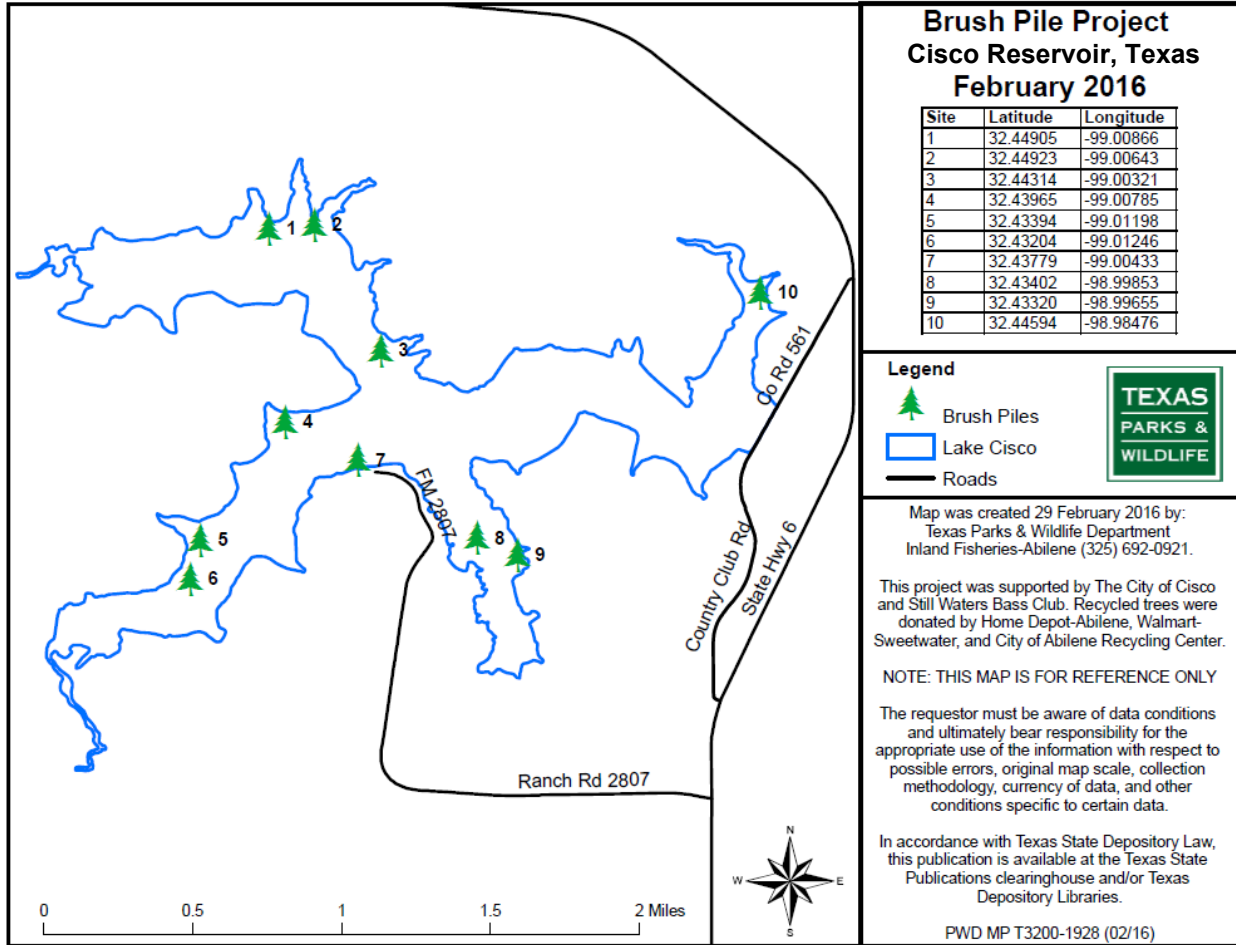 Brush Pile Project
Cisco Reservoir, Texas
February 2016
Site Latitude Longitude
1 32.44905 -99.00866
2 32.44923 -99.00643
3 32.44314 -99.00321
4 32.43965 -99.00785
5 32.43394 -99.01198
6 32.43204 -99.01246
7 32.43779 -99.00433
8 32.43402 -98.99853
9 32.43320 -98.99655
10 32.44594 -98.98476
Legend
Brush Piles
Lake Cisco
Roads
TEXAS
PARKS &
WILDLIFE
Map was created 29 February 2016 by:
Texas Parks & Wildlife Department
Inland Fisheries-Abilene (325) 692-0921.
This project was supported by The City of Cisco
and Still Waters Bass Club. Recycled trees were
donated by Home Depot-Abilene, Walmart-
Sweetwater, and City of Abilene Recycling Center.
NOTE: THIS MAP IS FOR REFERENCE ONLY
The requestor must be aware of data conditions
and ultimately bear responsibility for the
appropriate use of the information with respect to
possible errors, original map scale, collection
methodology, currency of data, and other
conditions specific to certain data.
In accordance with Texas State Depository Law,
this publication is available at the Texas State
Publications clearinghouse and/or Texas
Depository Libraries.
PWD MP T3200-1928 (02/16)
1
2
10
3
Co Rd 561
4
7
FM 2807
5
8
9
6
Country Club Rd
State Hwy 6
Ranch Rd 2807
N
W E
S
0 0.5 1 1.5 2 Miles